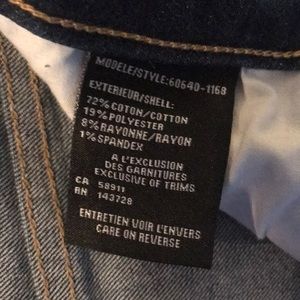 MODELE/STYLE:60640-1168
EXTERIEUR/SHELL:
72% COTON/COTTON
19% POLYESTER
8% RAYONNE/RAYON
1% SPANDEX
A L'EXCLUSION
DES GARNITURES
EXCLUSIVE OF TRIMS
CA 58911
RN 143728
ENTRETIEN VOIR L'ENVERS
CARE ON REVERSE